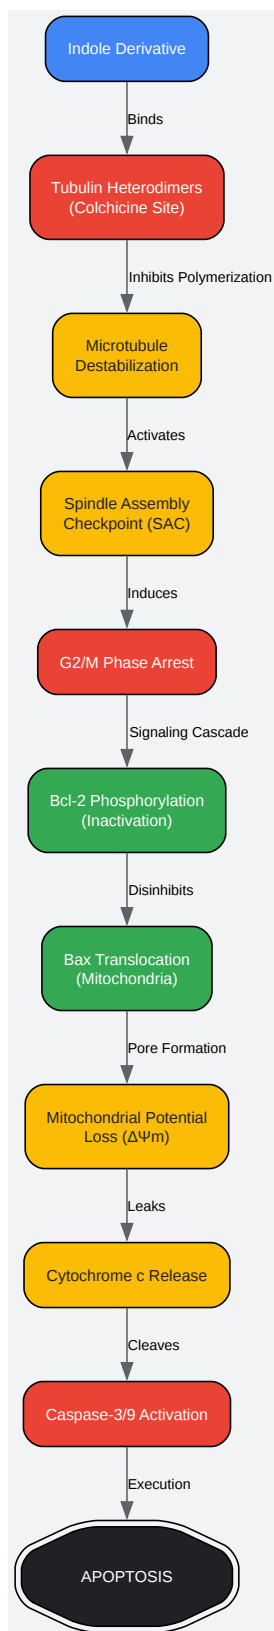 Indole Derivative
Binds
Tubulin Heterodimers
(Colchicine Site)
Inhibits Polymerization
Microtubule
Destabilization
Activates
Spindle Assembly
Checkpoint (SAC)
Induces
G2/M Phase Arrest
Signaling Cascade
Bcl-2 Phosphorylation
(Inactivation)
Disinhibits
Bax Translocation
(Mitochondria)
Pore Formation
Mitochondrial Potential
Loss (ΔΨm)
Leaks
Cytochrome c Release
Cleaves
Caspase-3/9 Activation
Execution
APOPTOSIS